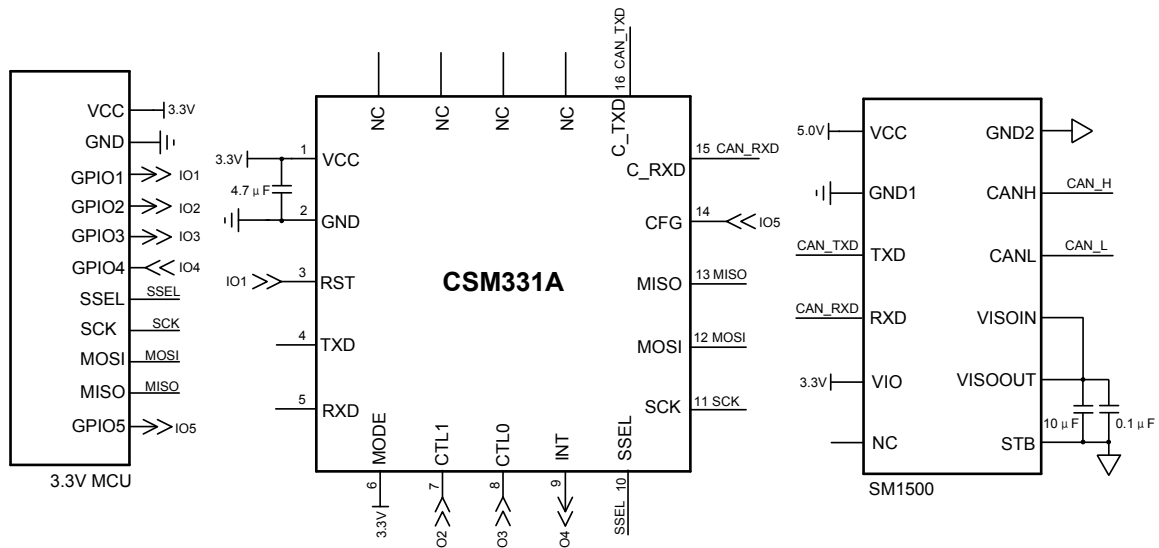 VCC
3.3V
GND
GPIO1
IO1
GPIO2
IO2
GPIO3
IO3
GPIO4
IO4
SSEL
SSEL
SCK
SCK
MOSI
MOSI
MISO
MISO
GPIO5
IO5
3.3V MCU
NC
NC
NC
NC
C_TXD
16 CAN_TXD
3.3V
1
VCC
4.7 μF
2
GND
IO1
3
RST
4
TXD
5
RXD
CSM331A
C_RXD
15 CAN_RXD
CFG
14
IO5
MISO
13 MISO
MOSI
12 MOSI
SCK
11 SCK
MODE
6
3.3V
CTL1
7
O2
CTL0
8
O3
INT
9
O4
SSEL
10
SSEL
5.0V
VCC
GND2
GND1
CANH
CAN_H
CAN_TXD
TXD
CANL
CAN_L
CAN_RXD
RXD
VISOIN
3.3V
VIO
VISOOUT
10 μF
0.1 μF
NC
STB
SM1500